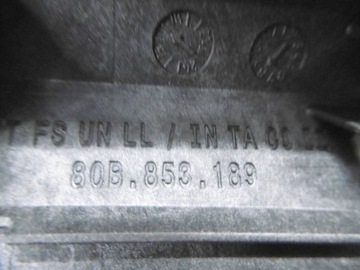 T FS UN LL / IN TA
80B.853.189